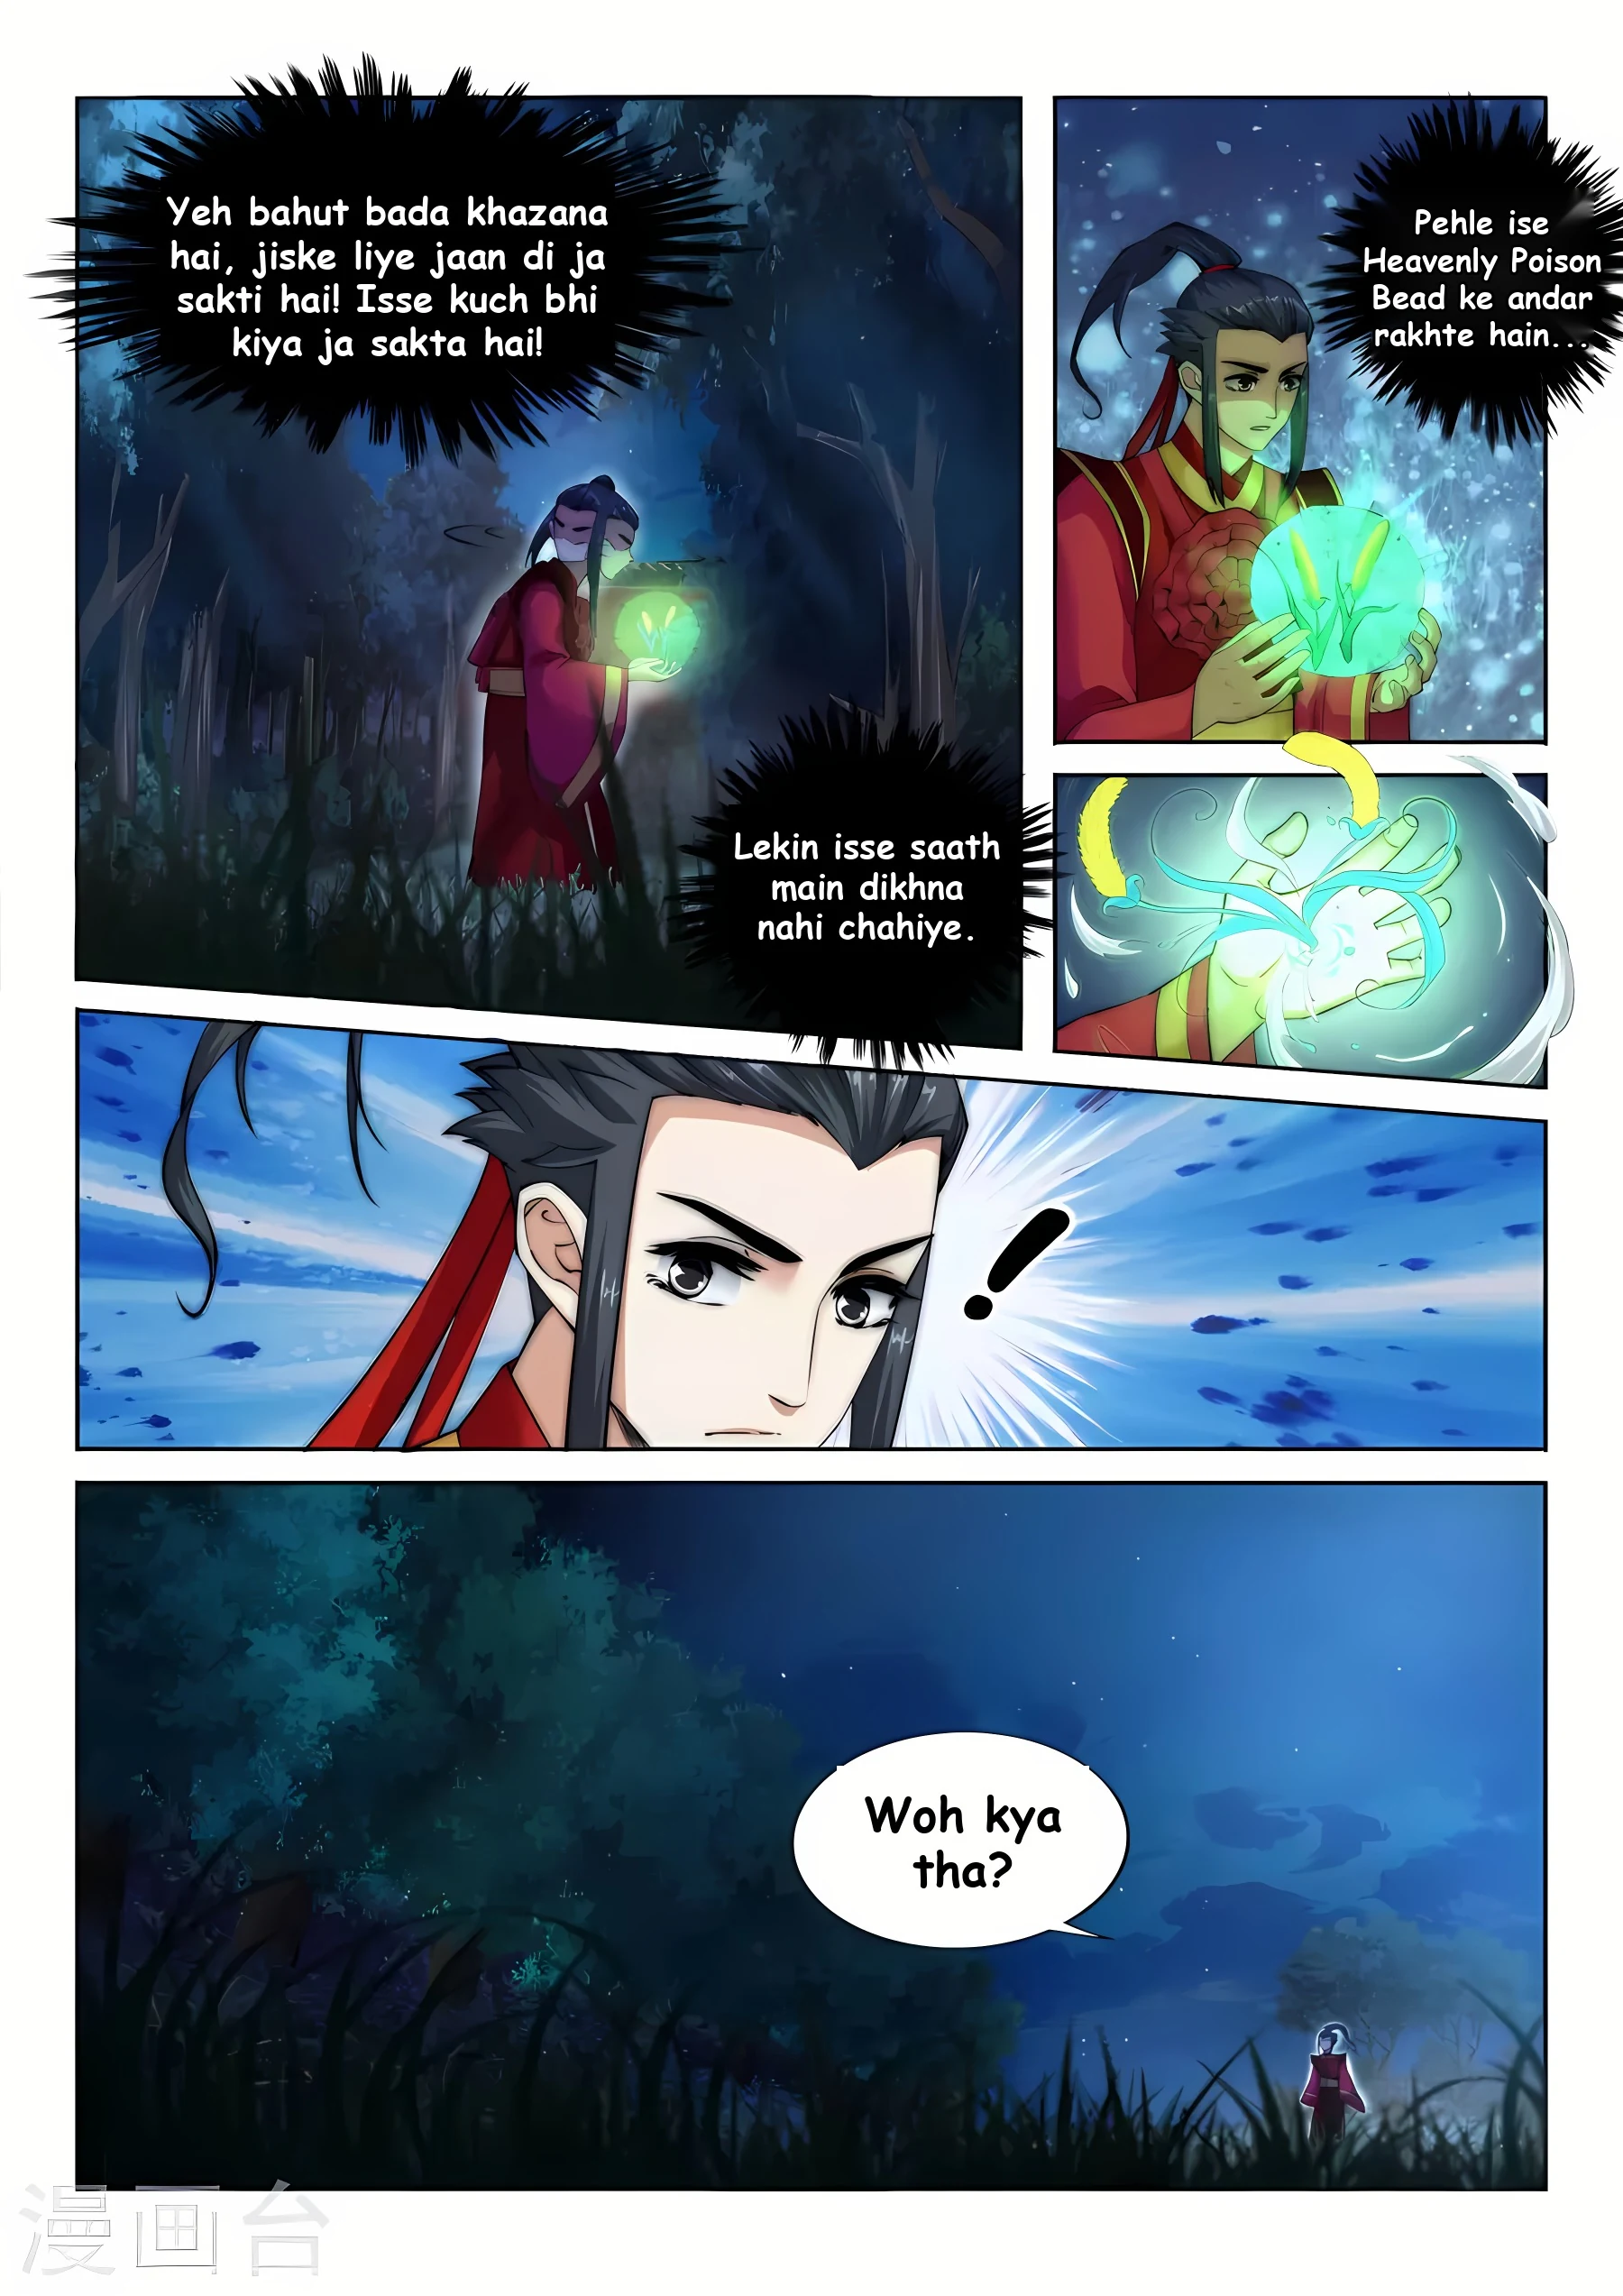 Yeh bahut bada khazana
hai, jiske liye jaan di ja
sakti hai! Isse kuch bhi
kiya ja sakta hai!
Lekin isse saath
main dikhna
nahi chahiye.
Pehle ise
Heavenly Poison
Bead ke andar
rakhte hain...
!
Woh kya
tha?
漫画台